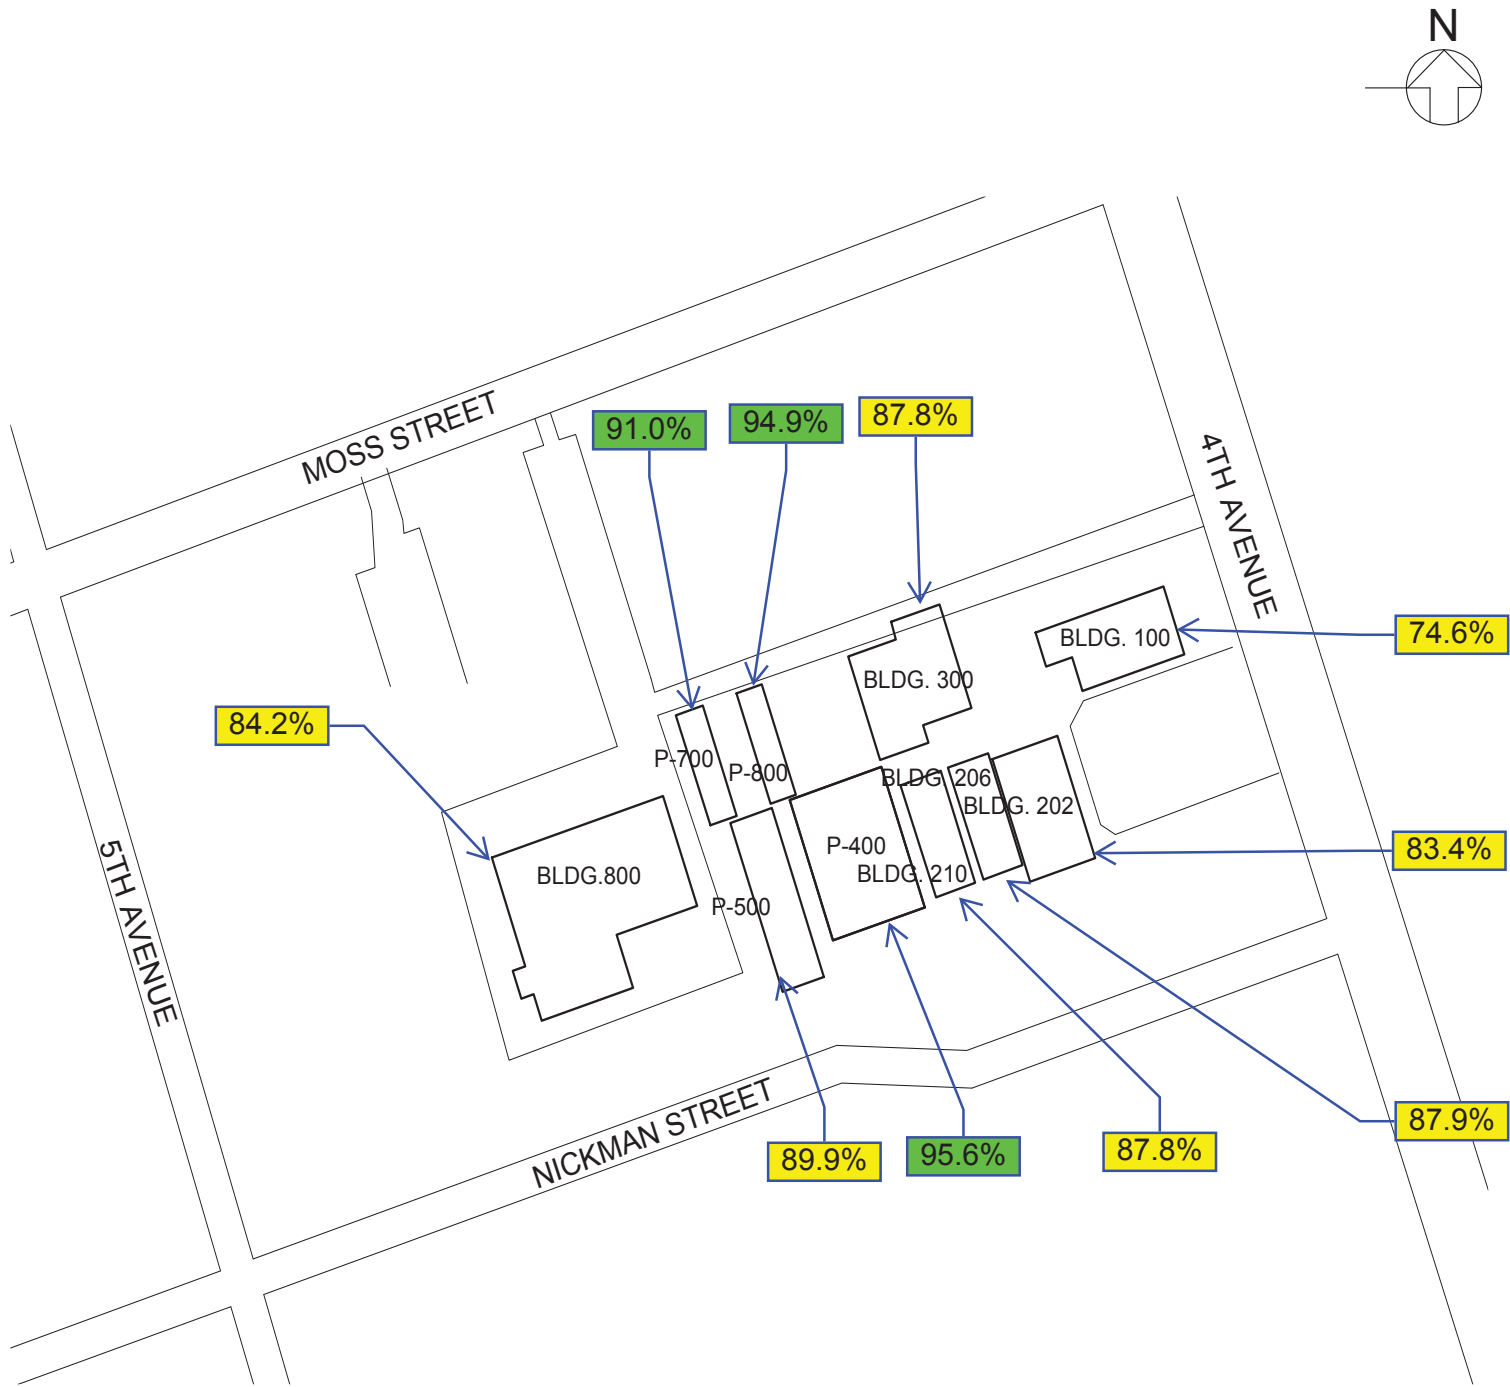 N
MOSS STREET
91.0%
94.9%
87.8%
4TH AVENUE
BLDG. 100
74.6%
BLDG. 300
84.2%
P-700
P-800
BLDG. 206
BLDG. 202
P-400
83.4%
BLDG. 210
BLDG.800
P-500
5TH AVENUE
NICKMAN STREET
87.9%
89.9%
95.6%
87.8%